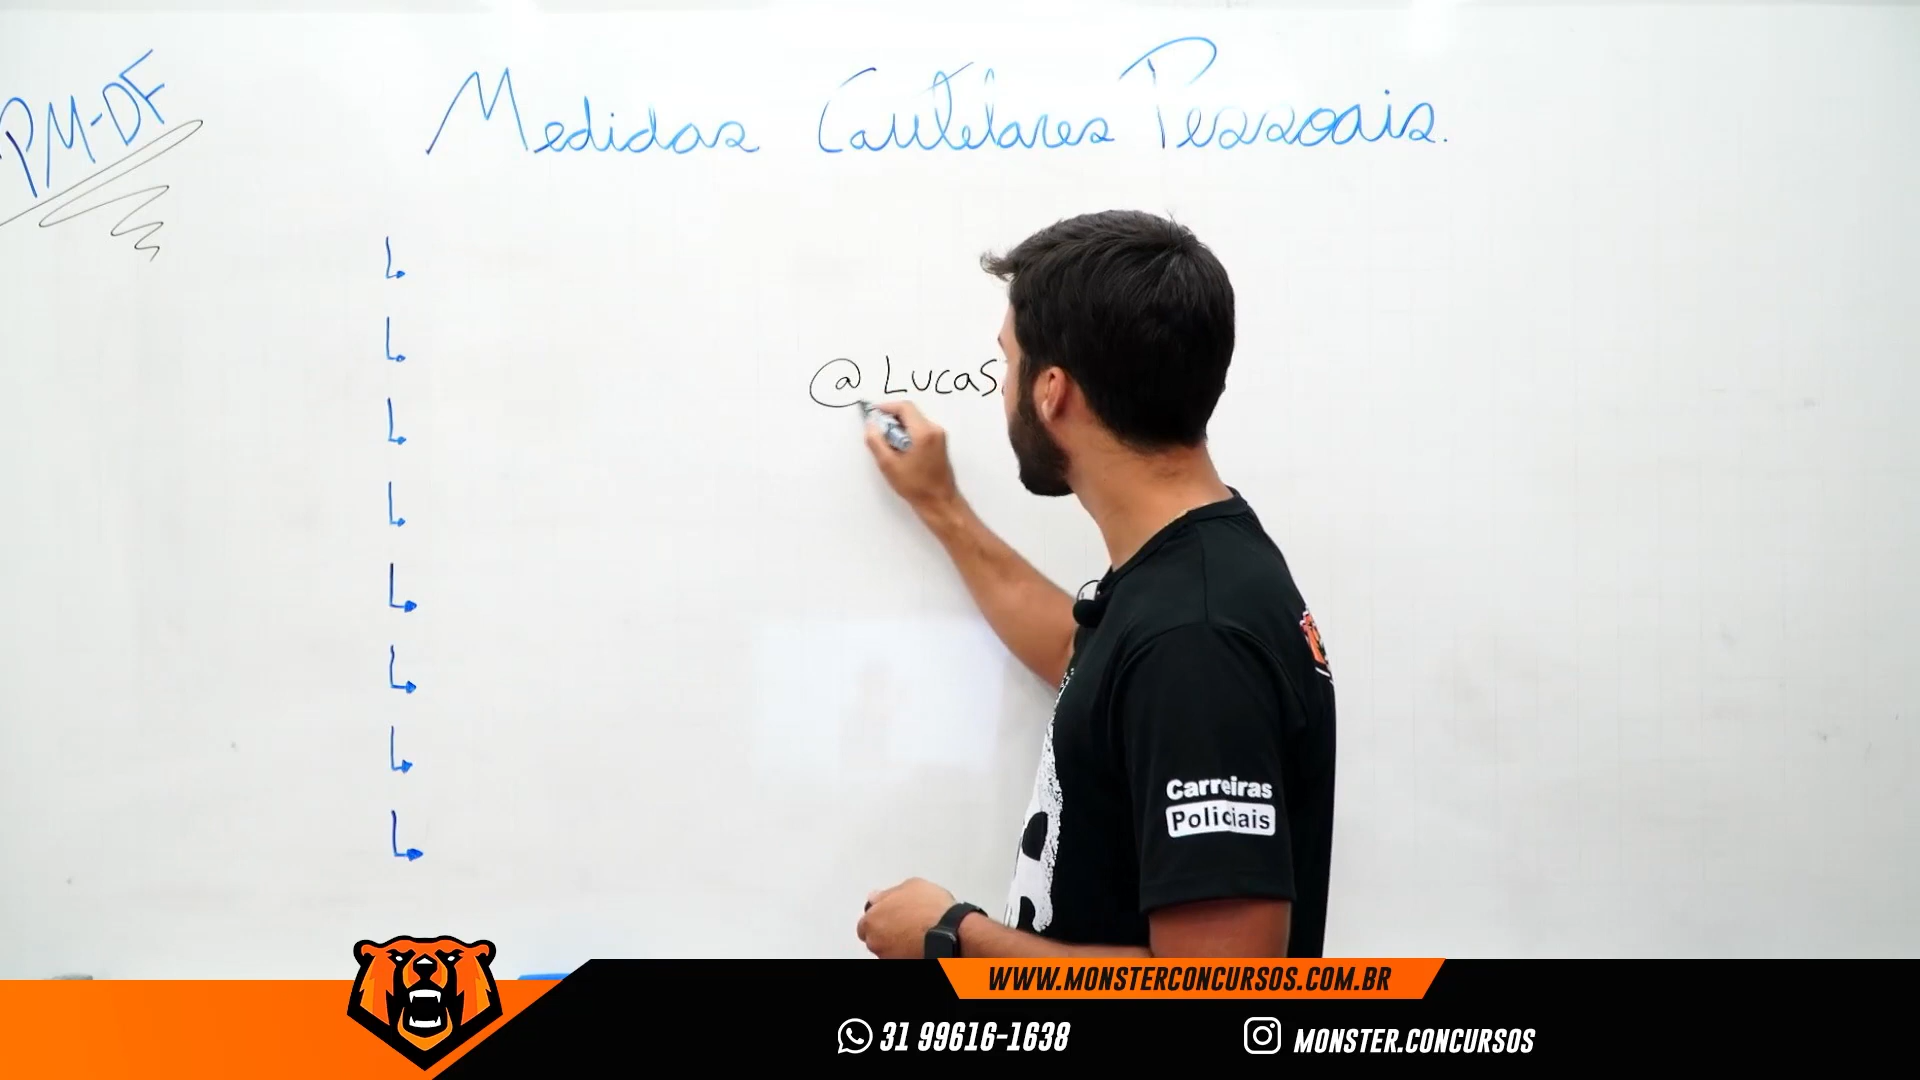 PM-DF
Medidas Cautelares Pessoais.
@Lucas
Carreiras
Policiais
WWW.MONSTERCONCURSOS.COM.BR
31 99616-1638
MONSTER.CONCURSOS